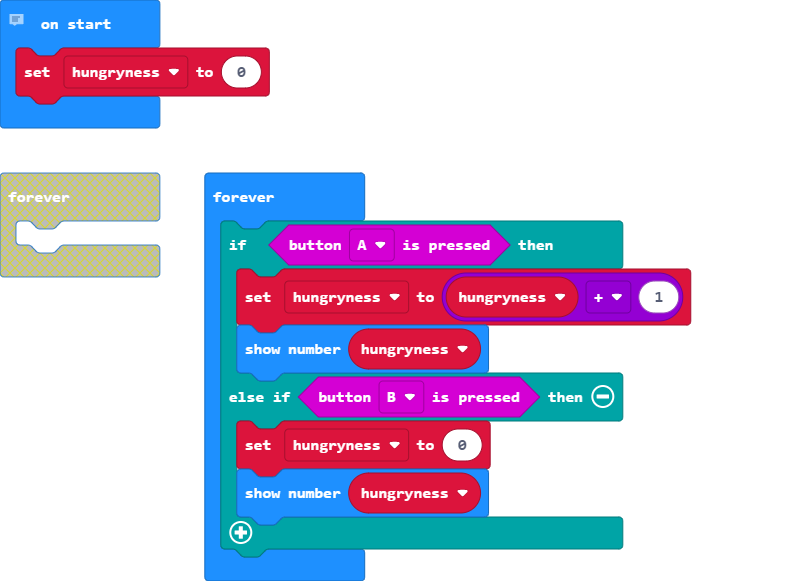 on start
set hungryness to 0
forever
forever
if button A is pressed then
set hungryness to hungryness + 1
show number hungryness
else if button B is pressed then
set hungryness to 0
show number hungryness